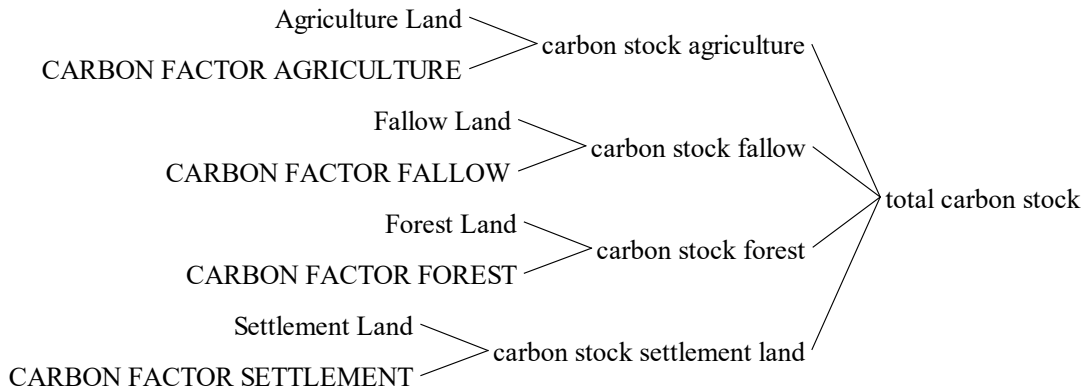 Agriculture Land
carbon stock agriculture
CARBON FACTOR AGRICULTURE
Fallow Land
carbon stock fallow
CARBON FACTOR FALLOW
total carbon stock
Forest Land
carbon stock forest
CARBON FACTOR FOREST
Settlement Land
carbon stock settlement land
CARBON FACTOR SETTLEMENT